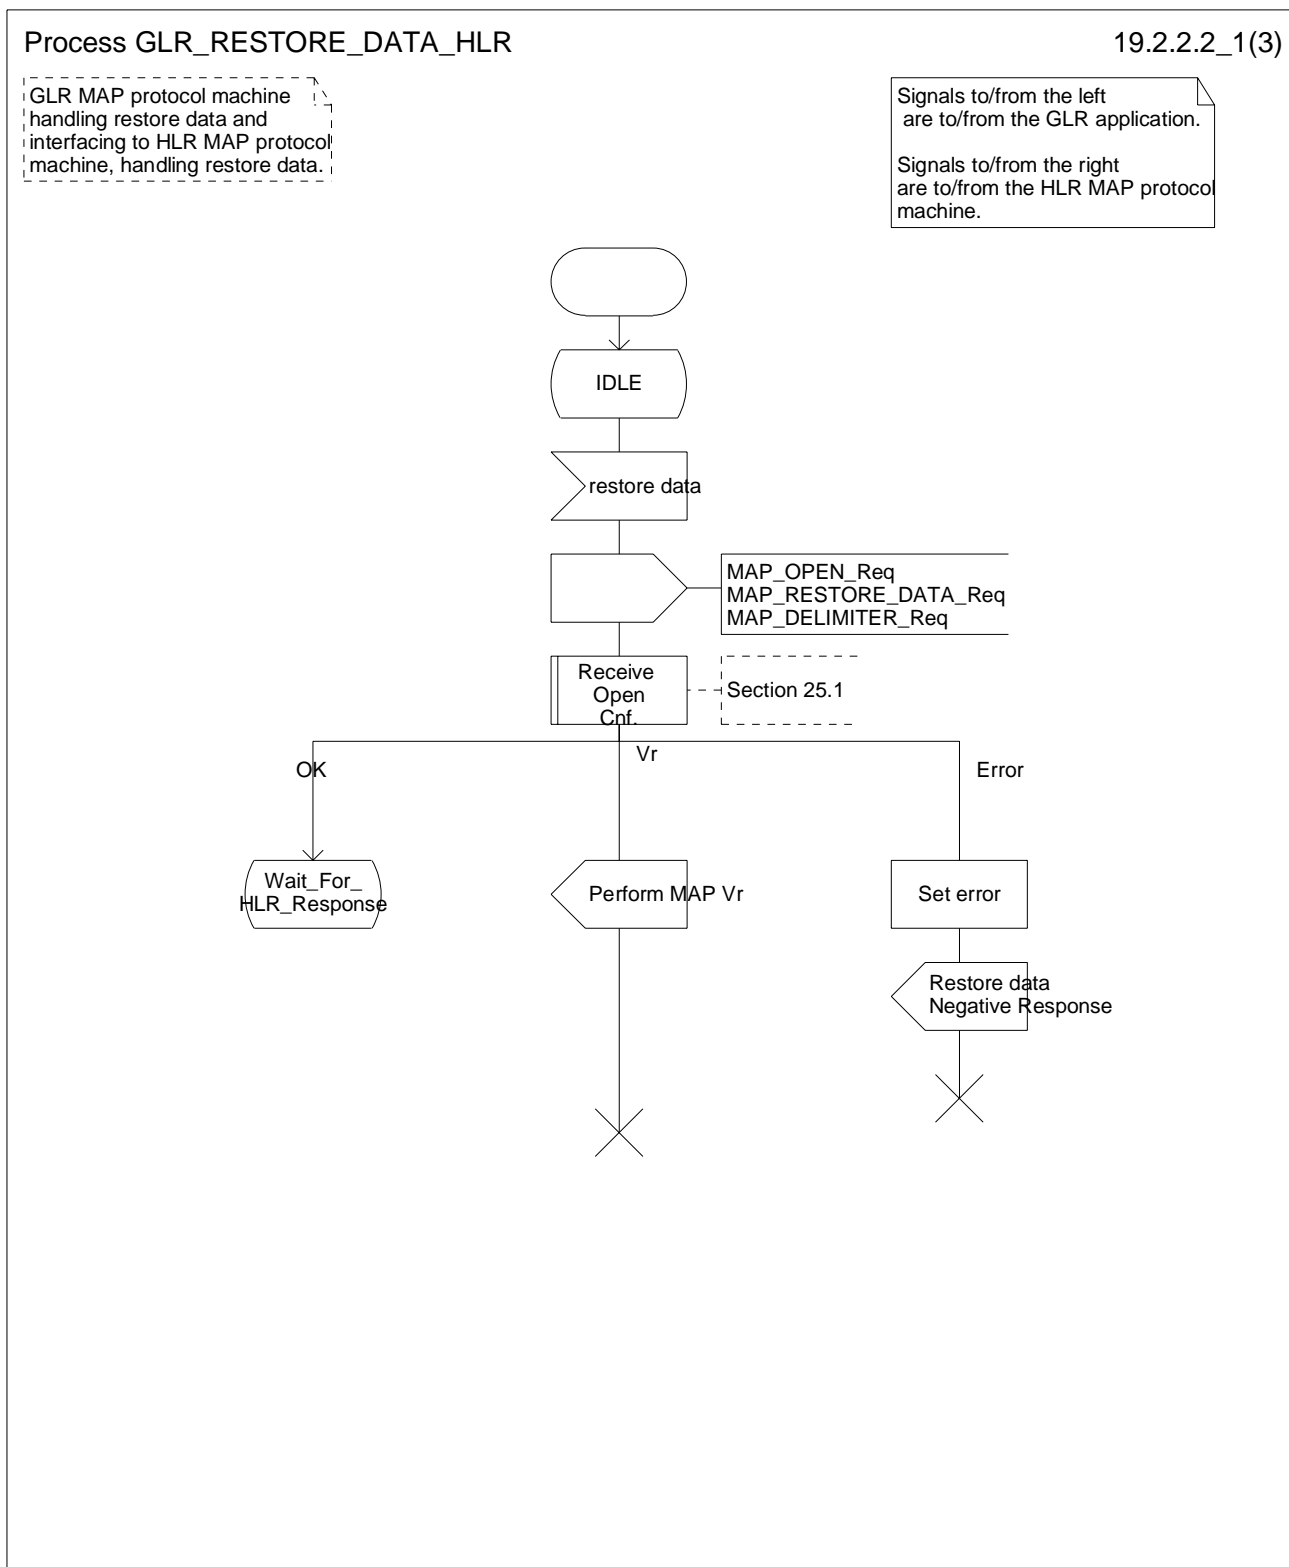 Process GLR_RESTORE_DATA_HLR
19.2.2.2_1(3)
GLR MAP protocol machine
handling restore data and
interfacing to HLR MAP protocol
machine, handling restore data.
Signals to/from the left
are to/from the GLR application.
Signals to/from the right
are to/from the HLR MAP protocol
machine.
IDLE
restore data
MAP_OPEN_Req
MAP_RESTORE_DATA_Req
MAP_DELIMITER_Req
Receive
Open
Cnf.
Section 25.1
OK
Vr
Error
Wait_For_
HLR_Response
Perform MAP Vr
Set error
Restore data
Negative Response